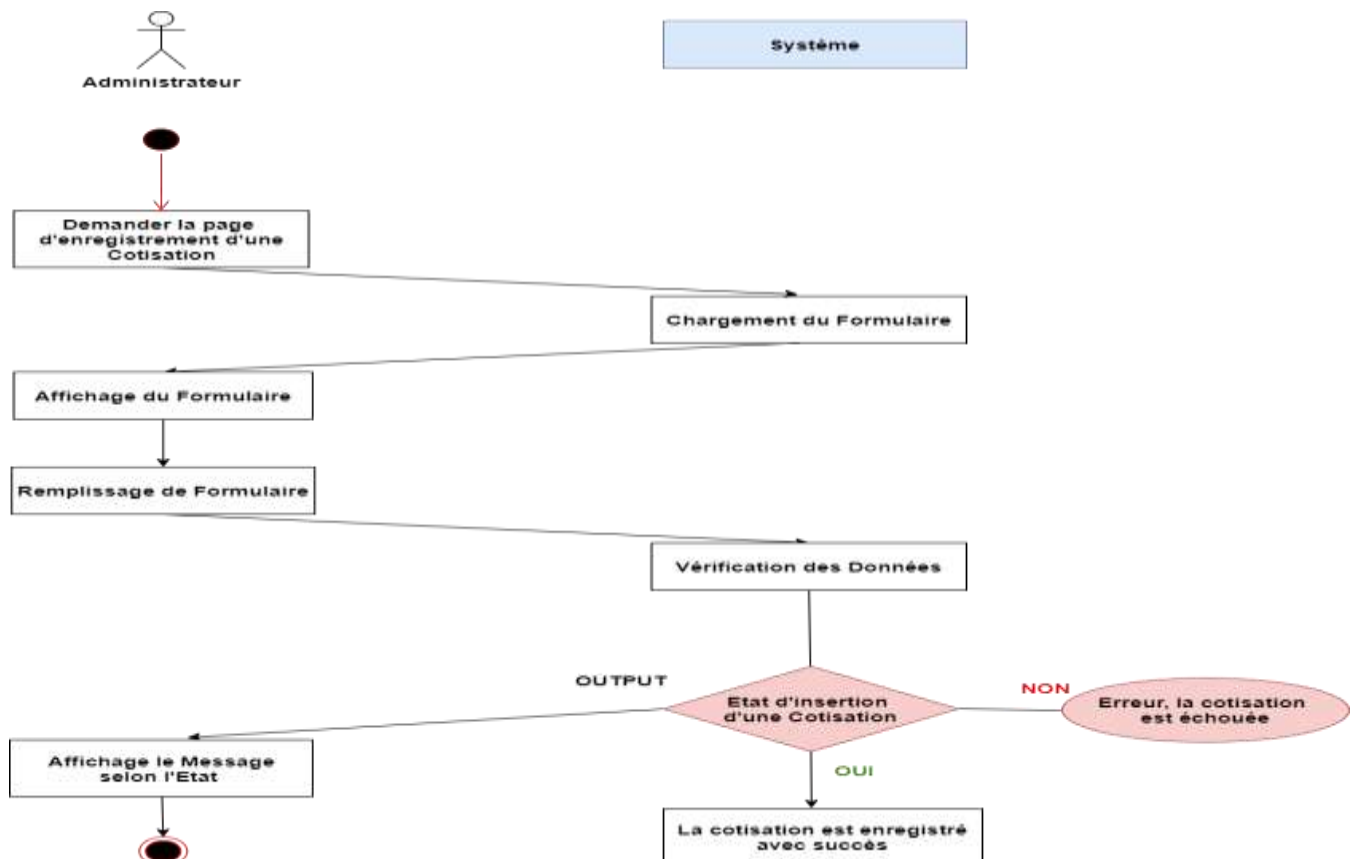 Système
Administrateur
Demander la page
d'enregistrement d'une
Cotisation
Chargement du Formulaire
Affichage du Formulaire
Remplissage de Formulaire
Vérification des Données
OUTPUT
Etat d'insertion
d'une Cotisation
NON
Erreur, la cotisation
est échouée
Affichage le Message
selon l'Etat
OUI
La cotisation est enregistré
avec succès